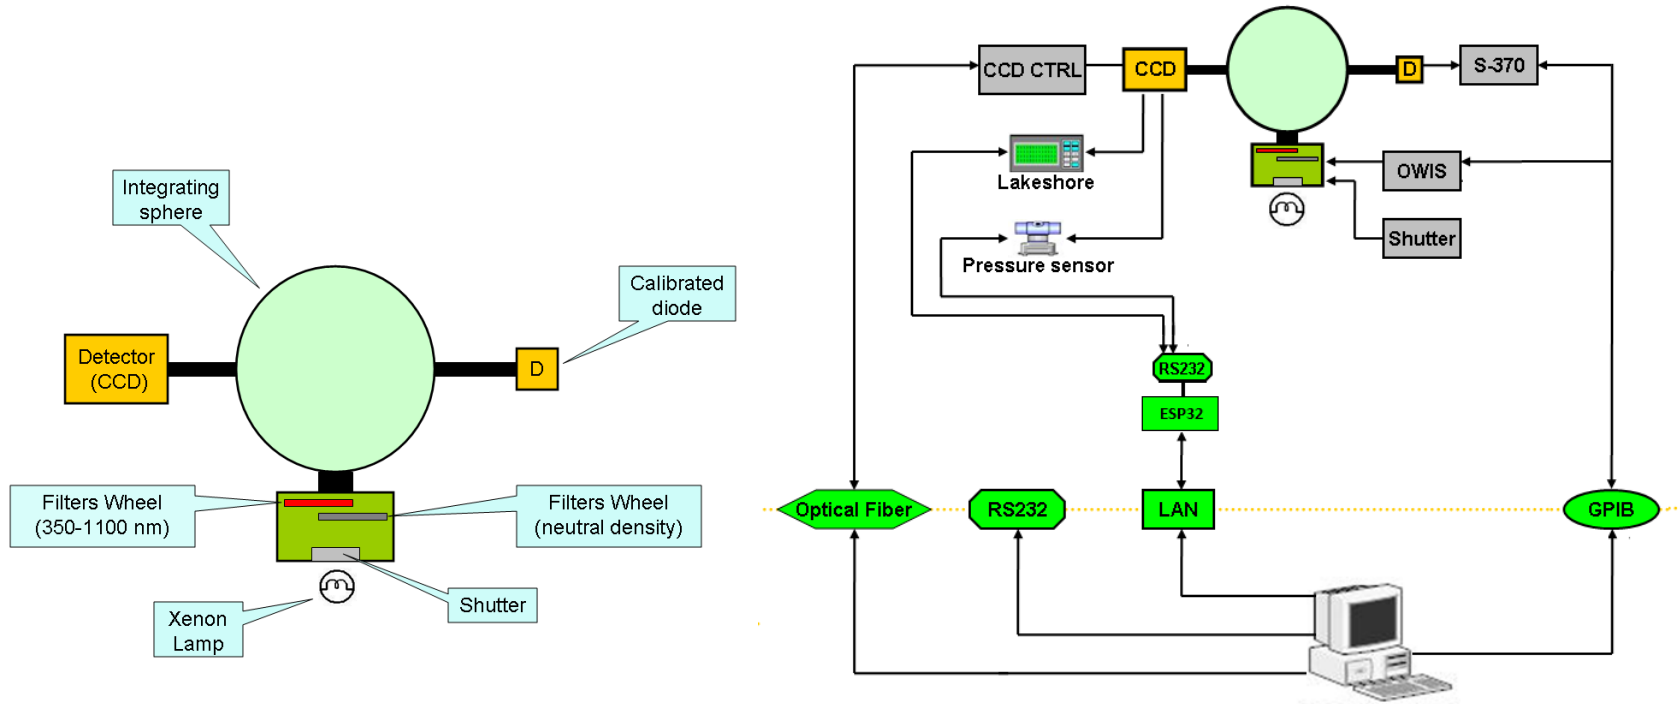 Integrating
sphere
Calibrated
diode
Detector
(CCD)
D
Filters Wheel
(350-1100 nm)
Filters Wheel
(neutral density)
Shutter
Xenon
Lamp
CCD CTRL
CCD
D
S-370
Lakeshore
OWIS
Shutter
Pressure sensor
RS232
ESP32
Optical Fiber
RS232
LAN
GPIB